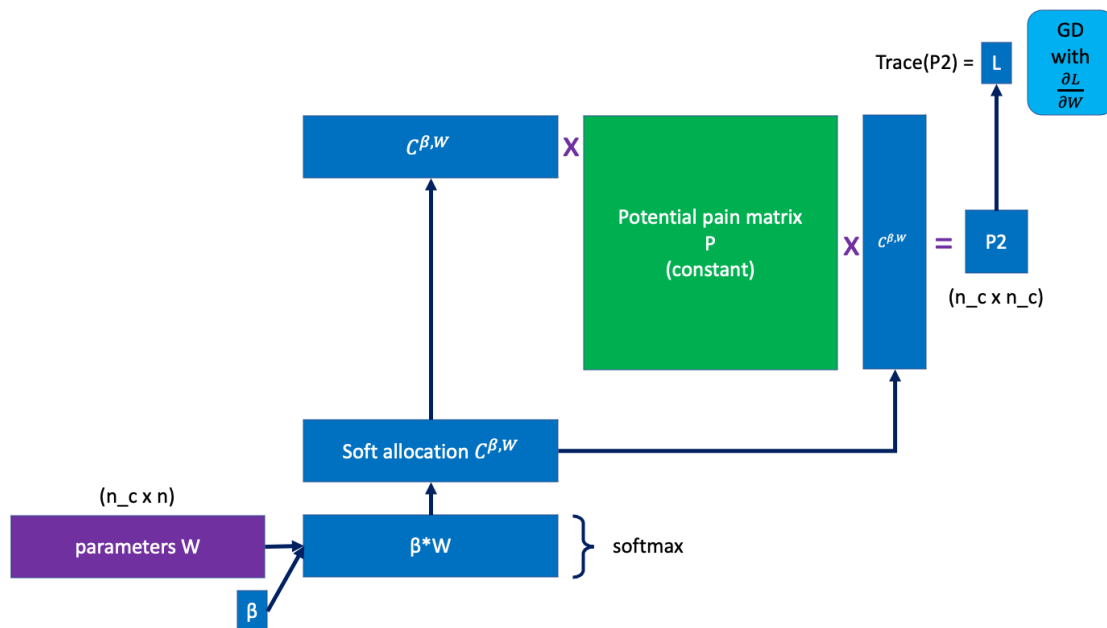 GD
with
∂L
∂W
Trace(P2) = L
C^{β,W} X
Potential pain matrix
P
(constant)
X C^{β,W} = P2
(n_c x n_c)
Soft allocation C^{β,W}
(n_c x n)
parameters W
β*W
softmax
β